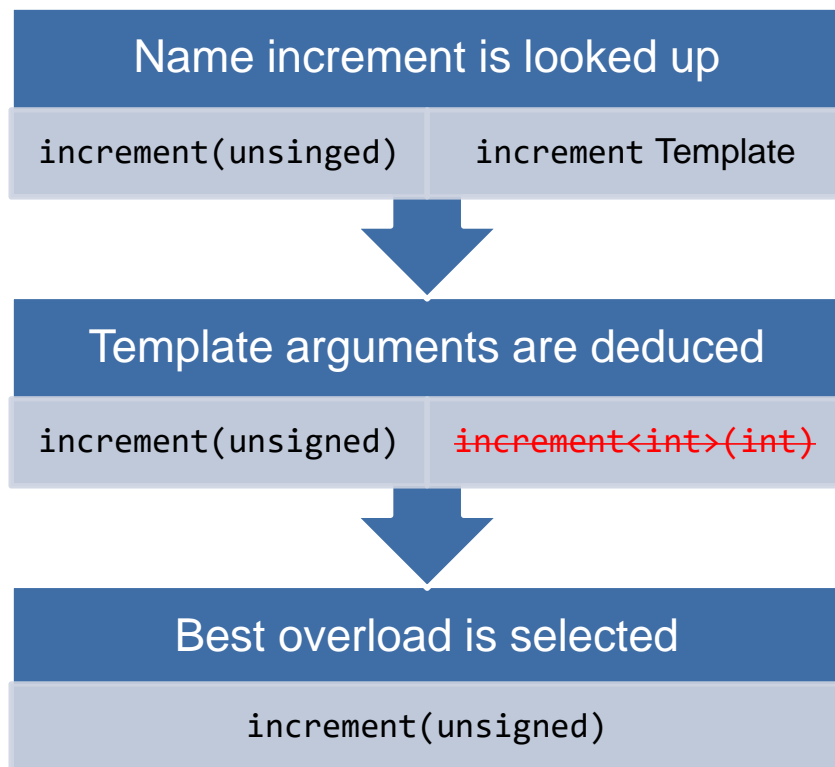 Name increment is looked up
increment(unsinged) increment Template
Template arguments are deduced
increment(unsigned) increment<int>(int)
Best overload is selected
increment(unsigned)